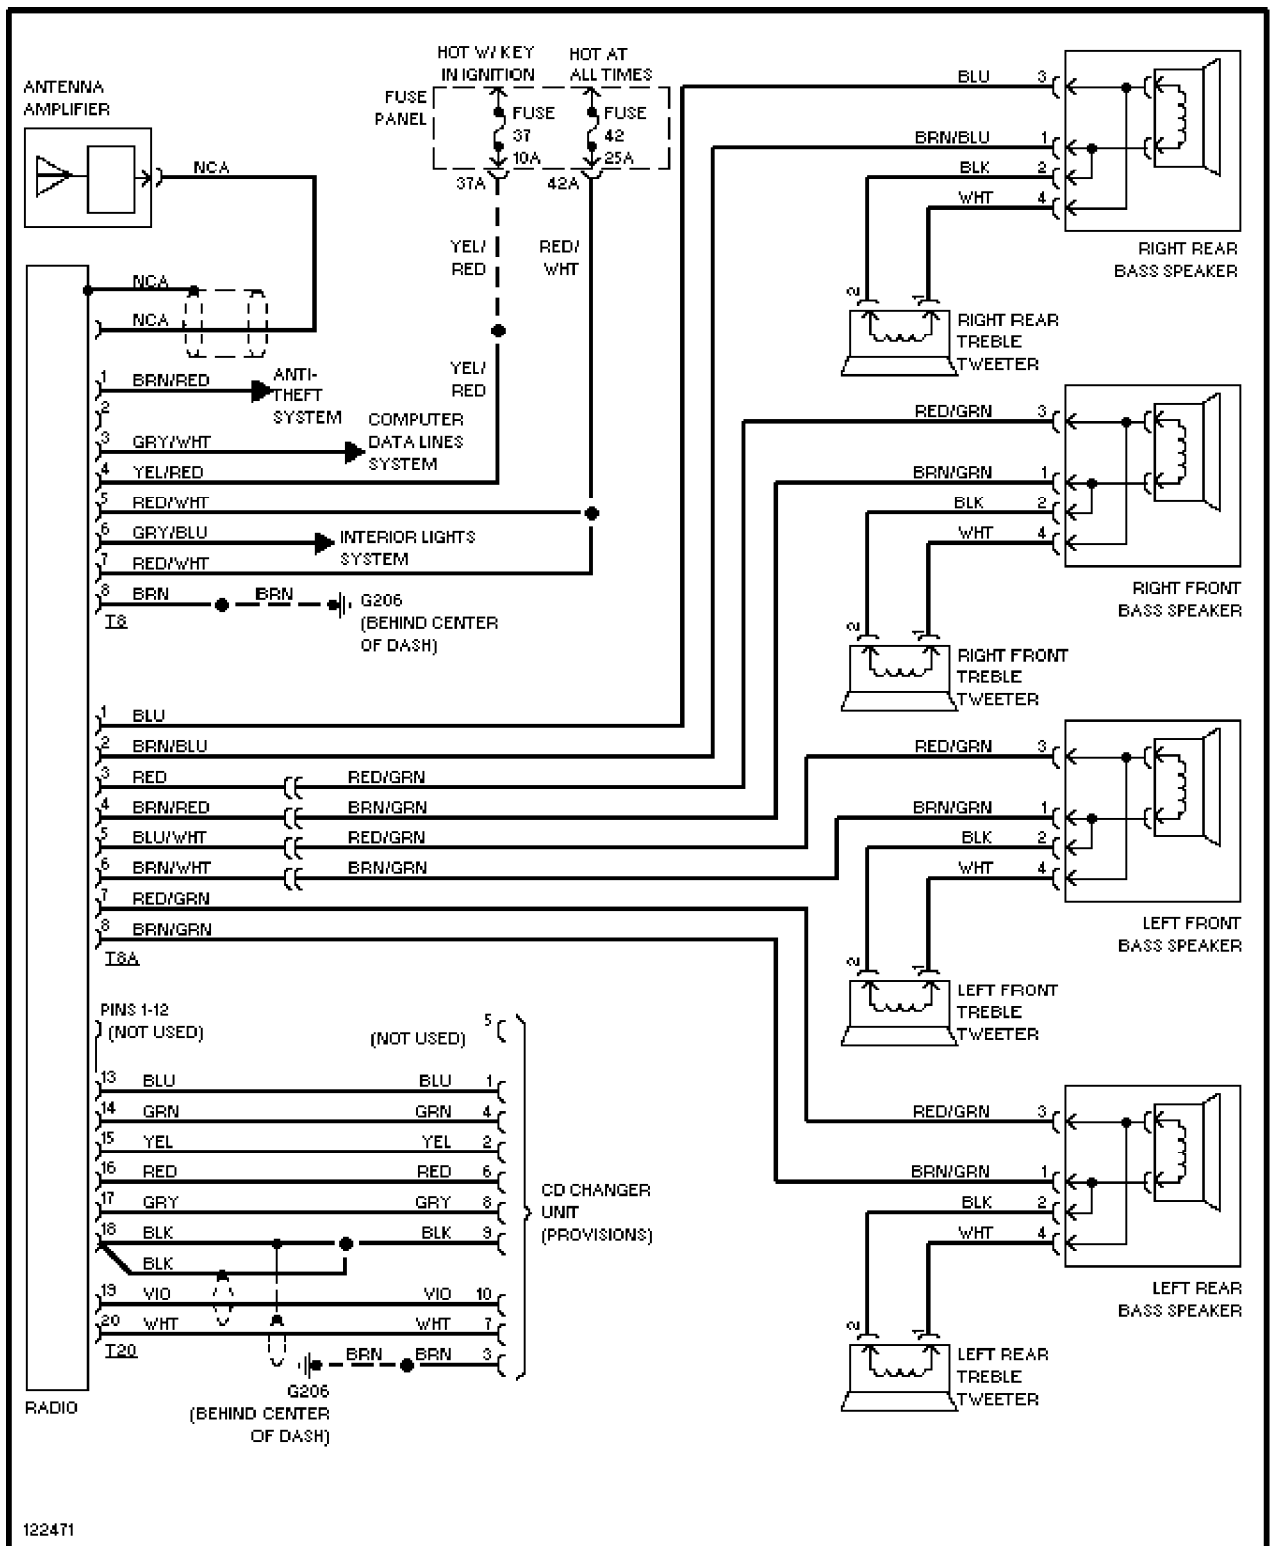 HOT W/ KEY
IN IGNITION
HOT AT
ALL TIMES
FUSE
PANEL
FUSE
37
10A
FUSE
42
25A
37A
42A
YEL/
RED
RED/
WHT
YEL/
RED
ANTENNA
AMPLIFIER
NCA
NCA
NCA
1 BRN/RED
ANTI-
THEFT
SYSTEM
2
3 GRY/WHT
COMPUTER
DATA LINES
SYSTEM
4 YEL/RED
5 RED/WHT
6 GRY/BLU
INTERIOR LIGHTS
SYSTEM
7 RED/WHT
8 BRN BRN
G206
(BEHIND CENTER
OF DASH)
T8
1 BLU
2 BRN/BLU
3 RED RED/GRN
4 BRN/RED BRN/GRN
5 BLU/WHT RED/GRN
6 BRN/WHT BRN/GRN
7 RED/GRN
8 BRN/GRN
T8A
PINS 1-12
(NOT USED)
(NOT USED) 5
13 BLU BLU 1
14 GRN GRN 4
15 YEL YEL 2
16 RED RED 6
17 GRY GRY 8
18 BLK BLK 9
BLK
19 VIO VIO 10
20 WHT WHT 7
T20
BRN BRN 3
G206
(BEHIND CENTER
OF DASH)
CD CHANGER
UNIT
(PROVISIONS)
RADIO
BLU 3
BRN/BLU 1
BLK 2
WHT 4
RIGHT REAR
BASS SPEAKER
2 1
RIGHT REAR
TREBLE
TWEETER
RED/GRN 3
BRN/GRN 1
BLK 2
WHT 4
RIGHT FRONT
BASS SPEAKER
2 1
RIGHT FRONT
TREBLE
TWEETER
RED/GRN 3
BRN/GRN 1
BLK 2
WHT 4
LEFT FRONT
BASS SPEAKER
2 1
LEFT FRONT
TREBLE
TWEETER
RED/GRN 3
BRN/GRN 1
BLK 2
WHT 4
LEFT REAR
BASS SPEAKER
2 1
LEFT REAR
TREBLE
TWEETER
122471